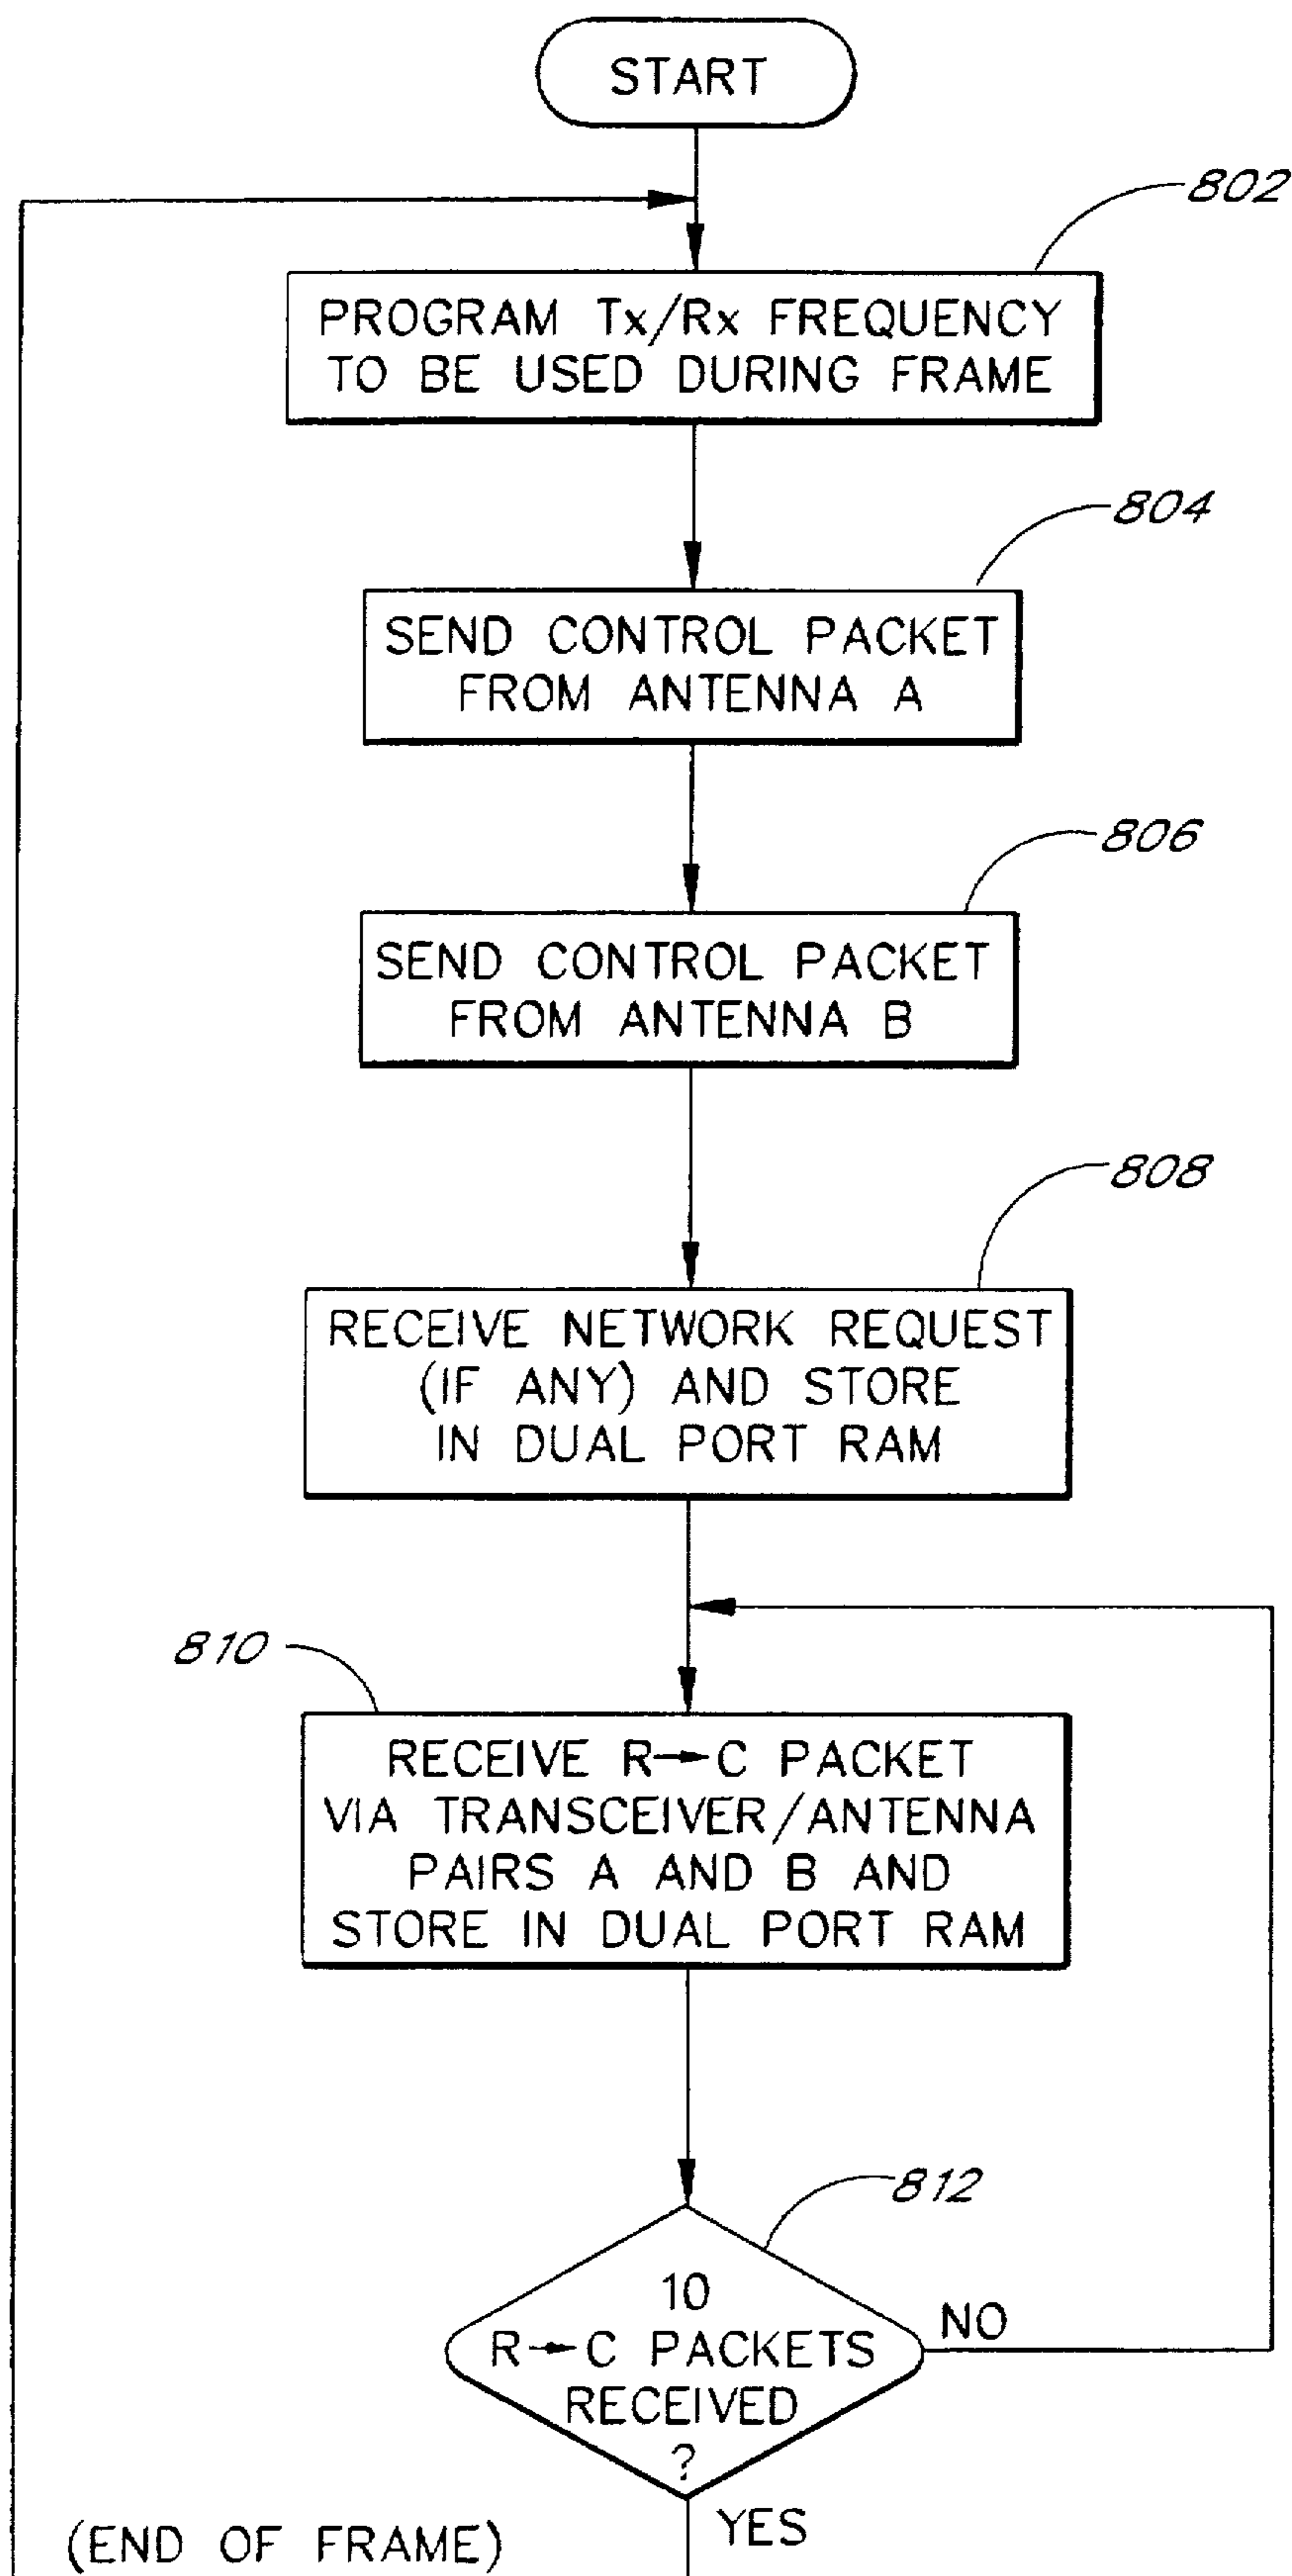 START
802
PROGRAM Tx/Rx FREQUENCY
TO BE USED DURING FRAME
804
SEND CONTROL PACKET
FROM ANTENNA A
806
SEND CONTROL PACKET
FROM ANTENNA B
808
RECEIVE NETWORK REQUEST
(IF ANY) AND STORE
IN DUAL PORT RAM
810
RECEIVE R→C PACKET
VIA TRANSCEIVER/ANTENNA
PAIRS A AND B AND
STORE IN DUAL PORT RAM
812
10
R→C PACKETS
RECEIVED
?
NO
YES
(END OF FRAME)